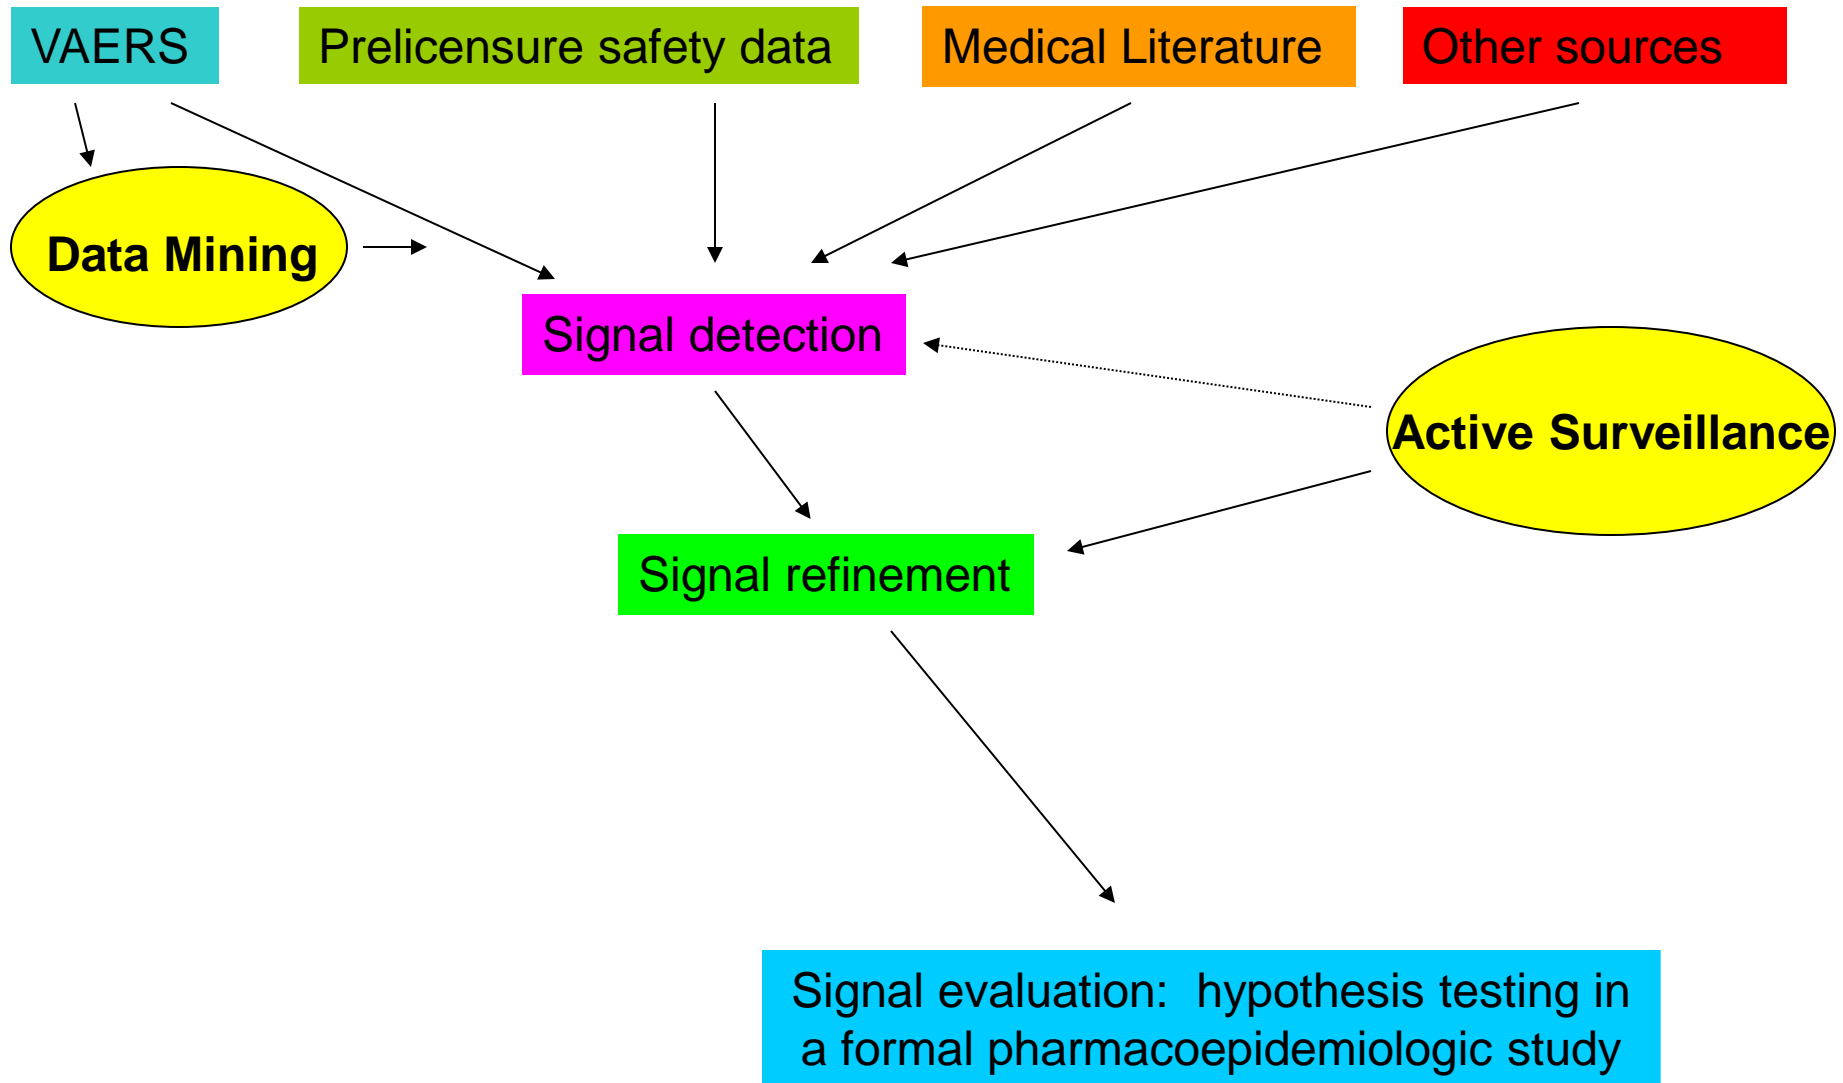 VAERS
Prelicensure safety data
Medical Literature
Other sources
Data Mining
Signal detection
Active Surveillance
Signal refinement
Signal evaluation:  hypothesis testing in
a formal pharmacoepidemiologic study